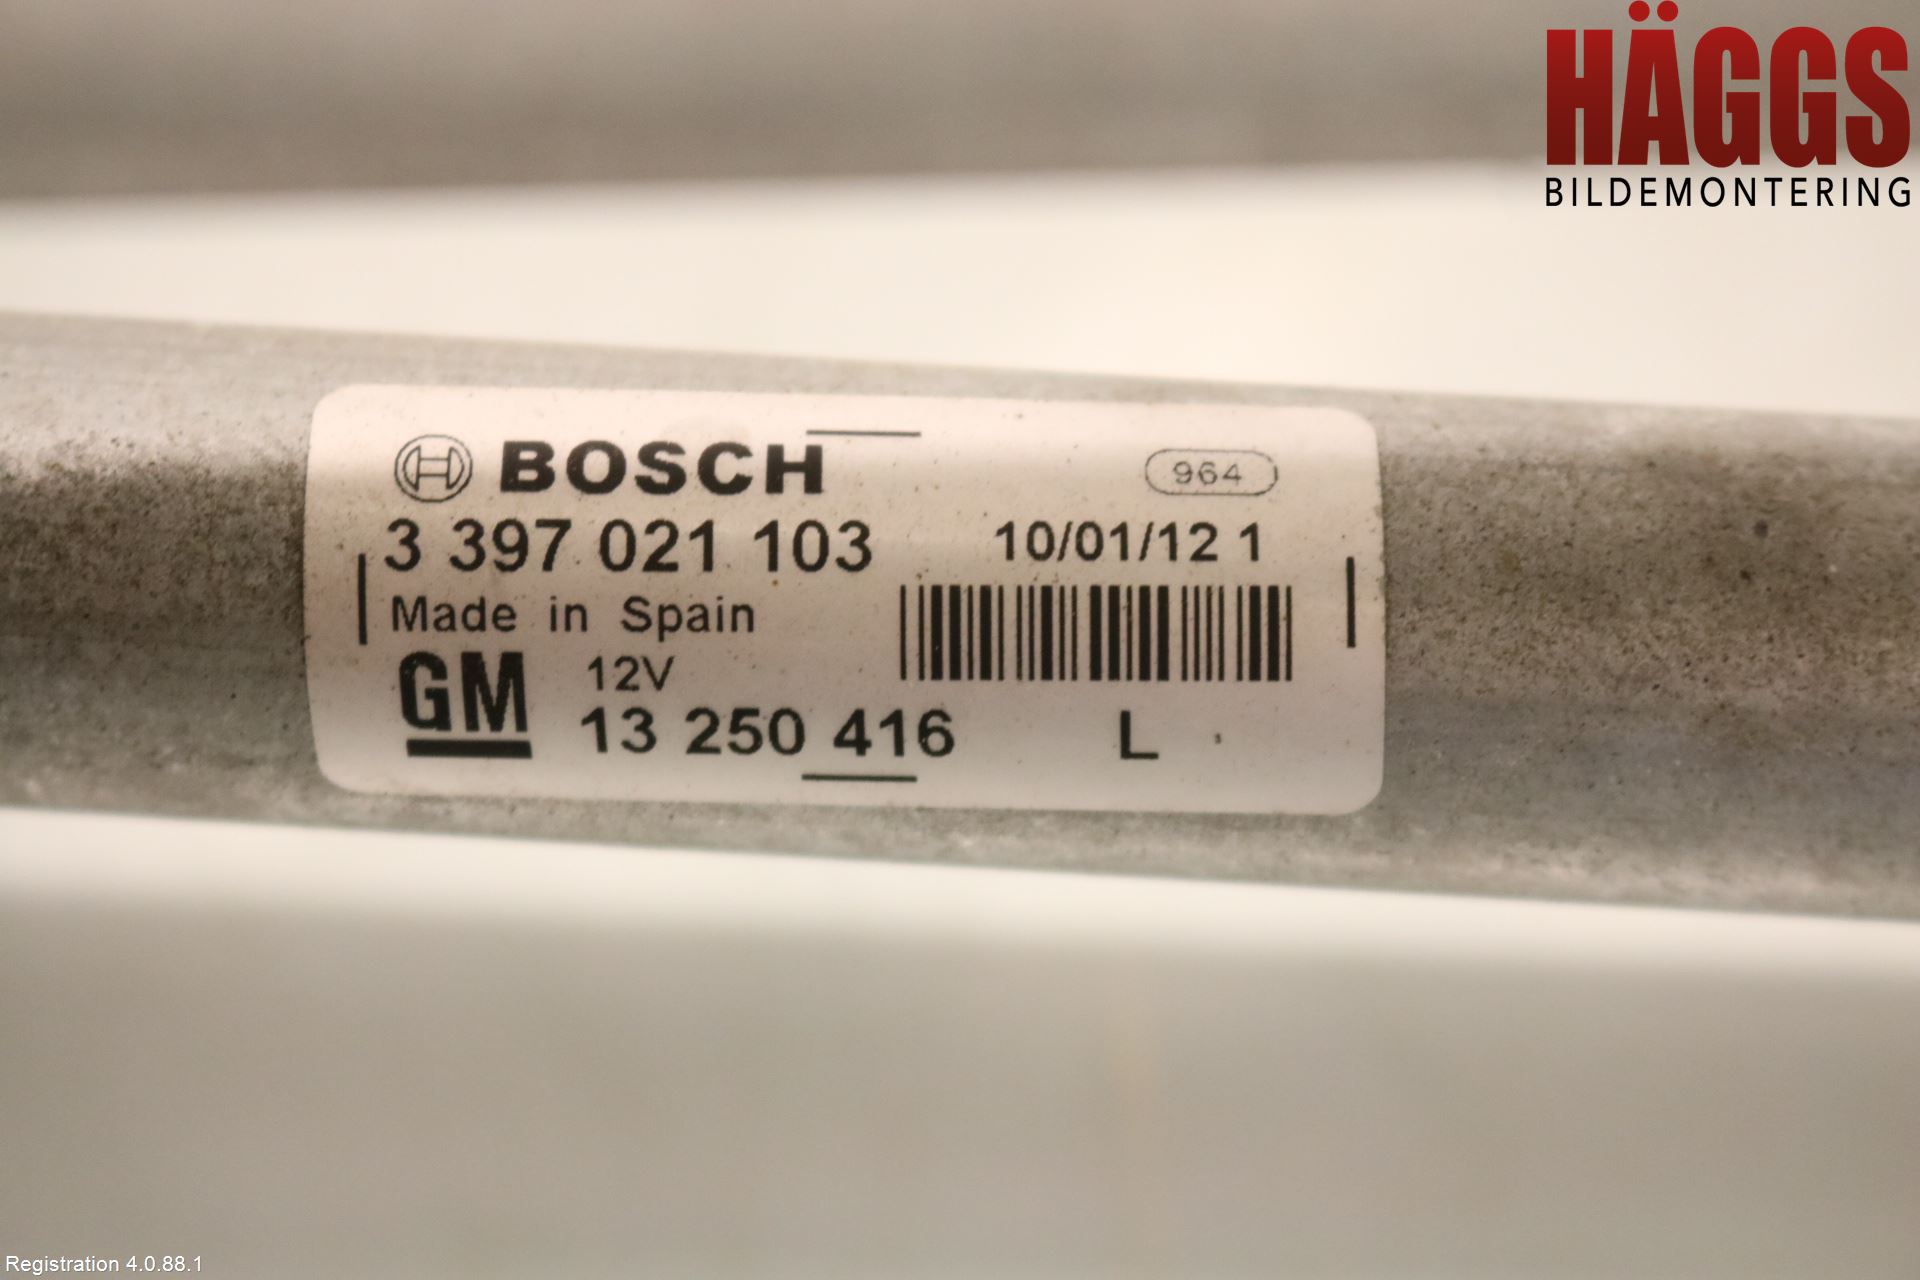 HÄGGS
BILDEMONTERING
BOSCH
964
3 397 021 103
10/01/12 1
Made in Spain
GM
12V
13 250 416
L
Registration 4.0.88.1